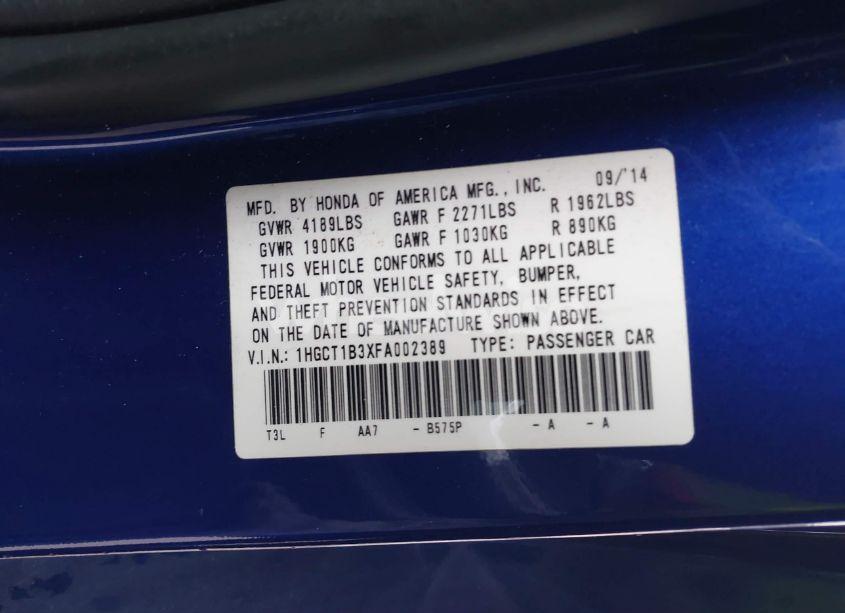 MFD. BY HONDA OF AMERICA MFG., INC. 09/'14
GVWR 4189LBS GAWR F 2271LBS R 1962LBS
GVWR 1900KG GAWR F 1030KG R 890KG
THIS VEHICLE CONFORMS TO ALL APPLICABLE
FEDERAL MOTOR VEHICLE SAFETY, BUMPER,
AND THEFT PREVENTION STANDARDS IN EFFECT
ON THE DATE OF MANUFACTURE SHOWN ABOVE.
V.I.N.: 1HGCT1B3XFA002389 TYPE: PASSENGER CAR
T3L F AA7 - B575P - A - A